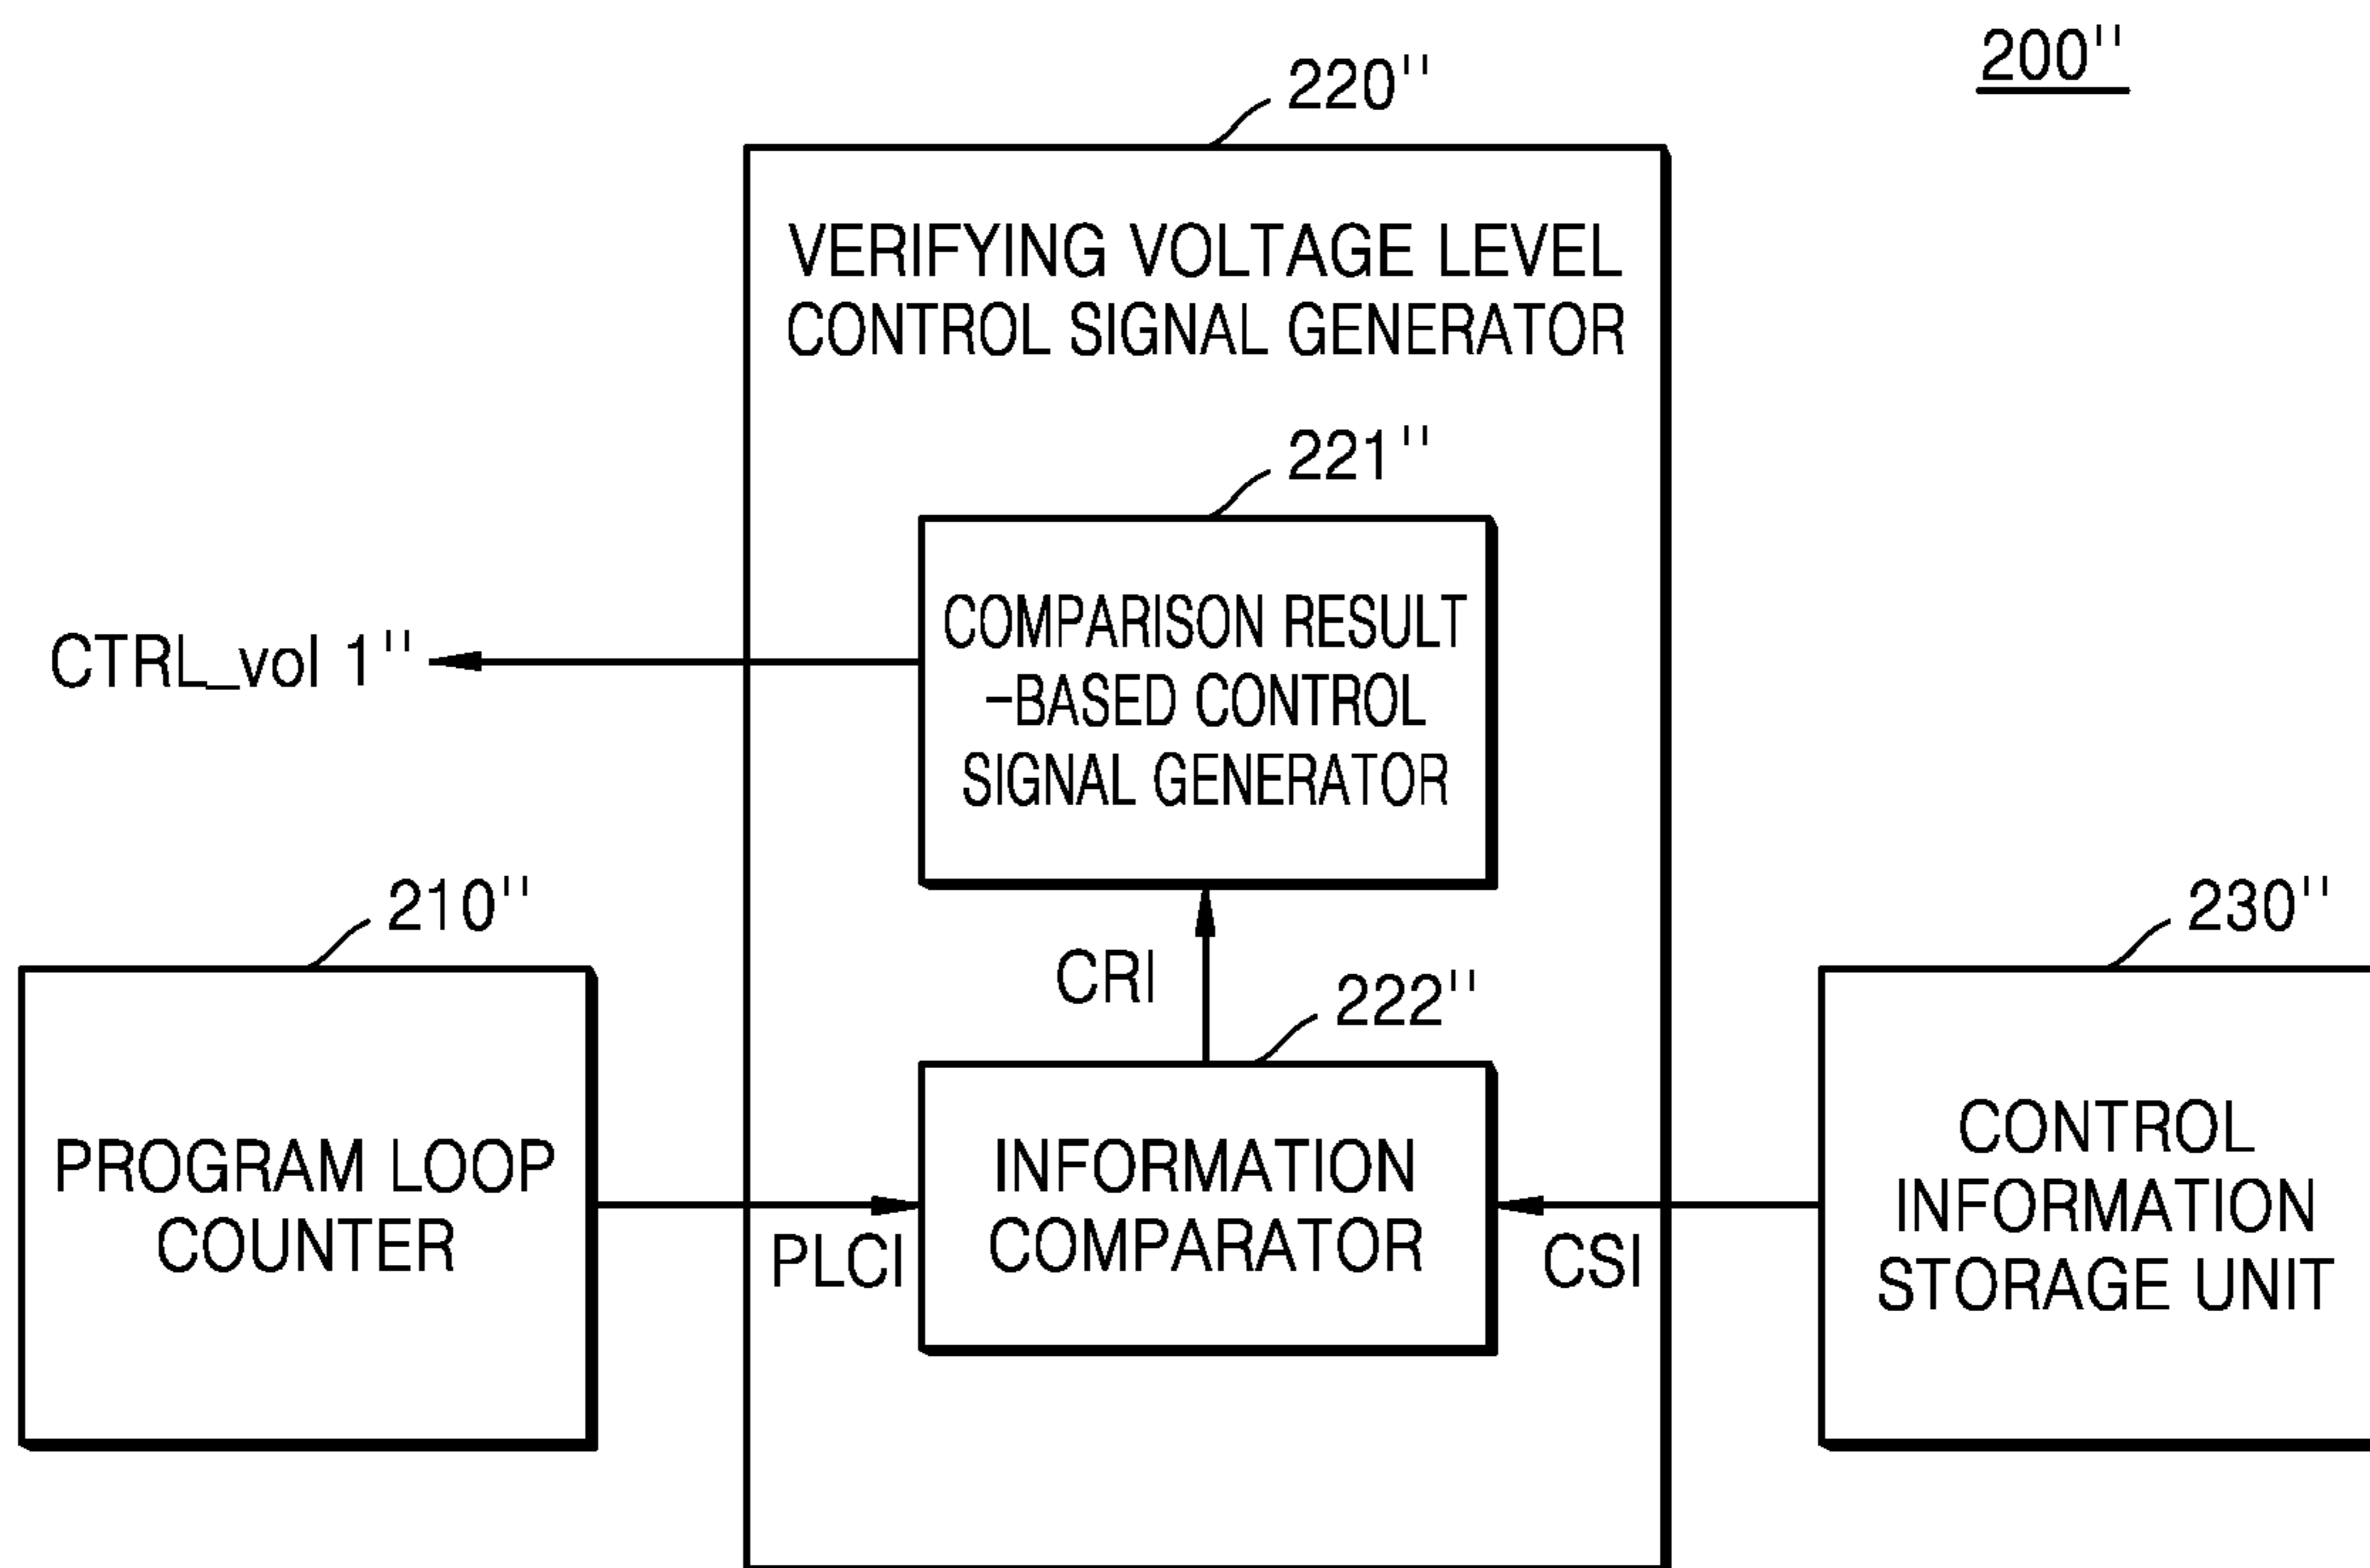 200''
220''
VERIFYING VOLTAGE LEVEL
CONTROL SIGNAL GENERATOR
221''
COMPARISON RESULT
-BASED CONTROL
SIGNAL GENERATOR
CTRL_vol 1''
210''
PROGRAM LOOP
COUNTER
CRI
222''
INFORMATION
COMPARATOR
PLCI
CSI
230''
CONTROL
INFORMATION
STORAGE UNIT